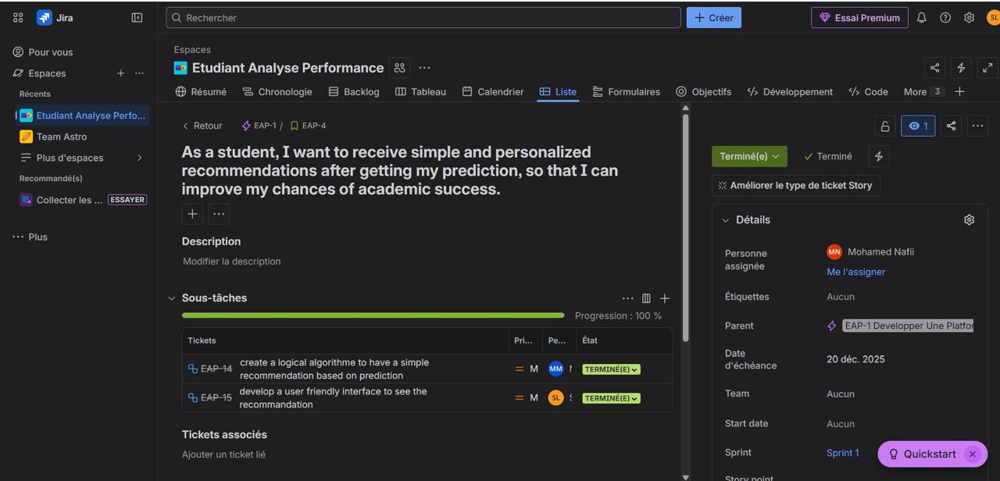 Jira
Rechercher
Créer
Essai Premium
SL
Pour vous
Espaces
Récents
Etudiant Analyse Perfo...
Team Astro
Plus d'espaces
Recommandé(s)
Collecter les ... ESSAYER
Plus
Espaces
Etudiant Analyse Performance
Résumé Chronologie Backlog Tableau Calendrier Liste Formulaires Objectifs Développement Code More 3
Retour EAP-1 / EAP-4
As a student, I want to receive simple and personalized
recommendations after getting my prediction, so that I can
improve my chances of academic success.
Description
Modifier la description
Sous-tâches
Progression : 100 %
Tickets Pri... Pe... État
EAP-14 create a logical algorithme to have a simple
recommendation based on prediction
M MM TERMINÉ(E)
EAP-15 develop a user friendly interface to see the
recommandation
M SL TERMINÉ(E)
Tickets associés
Ajouter un ticket lié
1
Terminé(e) Terminé
Améliorer le type de ticket Story
Détails
Personne
assignée
MN Mohamed Nafii
Me l'assigner
Étiquettes Aucun
Parent EAP-1 Developper Une Platfor
Date
d'échéance
20 déc. 2025
Team Aucun
Start date Aucun
Sprint Sprint 1
Quickstart
Story point